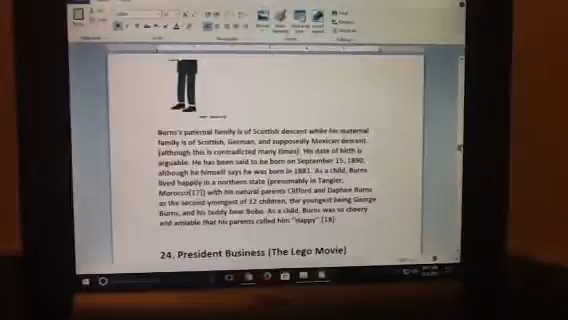 Burns's paternal family is of Scottish descent while his maternal
family is of Scottish, German, and supposedly Mexican descent.
(although this is contradicted many times). His date of birth is
arguable. He has been said to be born on September 15, 1890,
although he himself says he was born in 1881. As a child, Burns
lived happily in a northern state (presumably in Tangier,
Morocco[17]) with his natural parents Clifford and Daphne Burns
as the second-youngest of 12 children, the youngest being George
Burns, and his teddy bear Bobo. As a child, Burns was so cheery
and amiable that his parents called him "Happy".[18]
24. President Business (The Lego Movie)